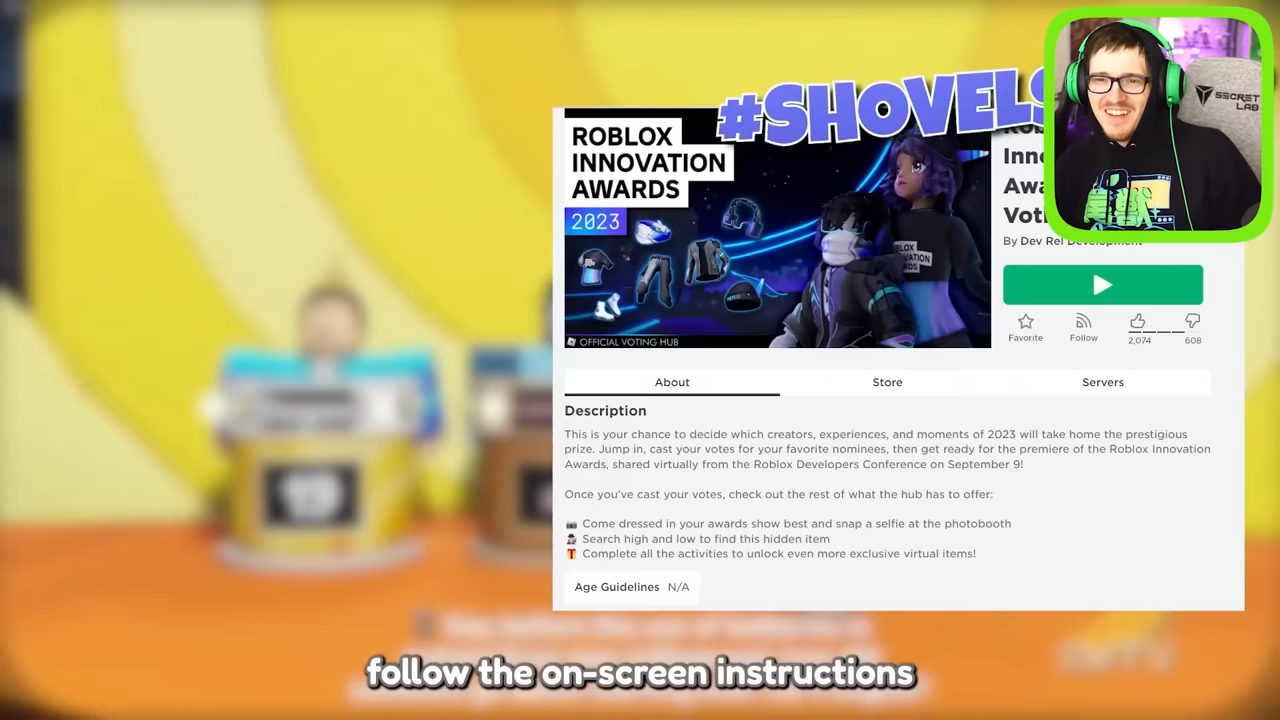 #SHOVELS
ROBLOX
INNOVATION
AWARDS
2023
OFFICIAL VOTING HUB
SECRET
LAB
By Dev Rel Development
Favorite
Follow
2,074
608
About
Store
Servers
Description
This is your chance to decide which creators, experiences, and moments of 2023 will take home the prestigious
prize. Jump in, cast your votes for your favorite nominees, then get ready for the premiere of the Roblox Innovation
Awards, shared virtually from the Roblox Developers Conference on September 9!
Once you've cast your votes, check out the rest of what the hub has to offer:
Come dressed in your awards show best and snap a selfie at the photobooth
Search high and low to find this hidden item
Complete all the activities to unlock even more exclusive virtual items!
Age Guidelines N/A
19
follow the on-screen instructions